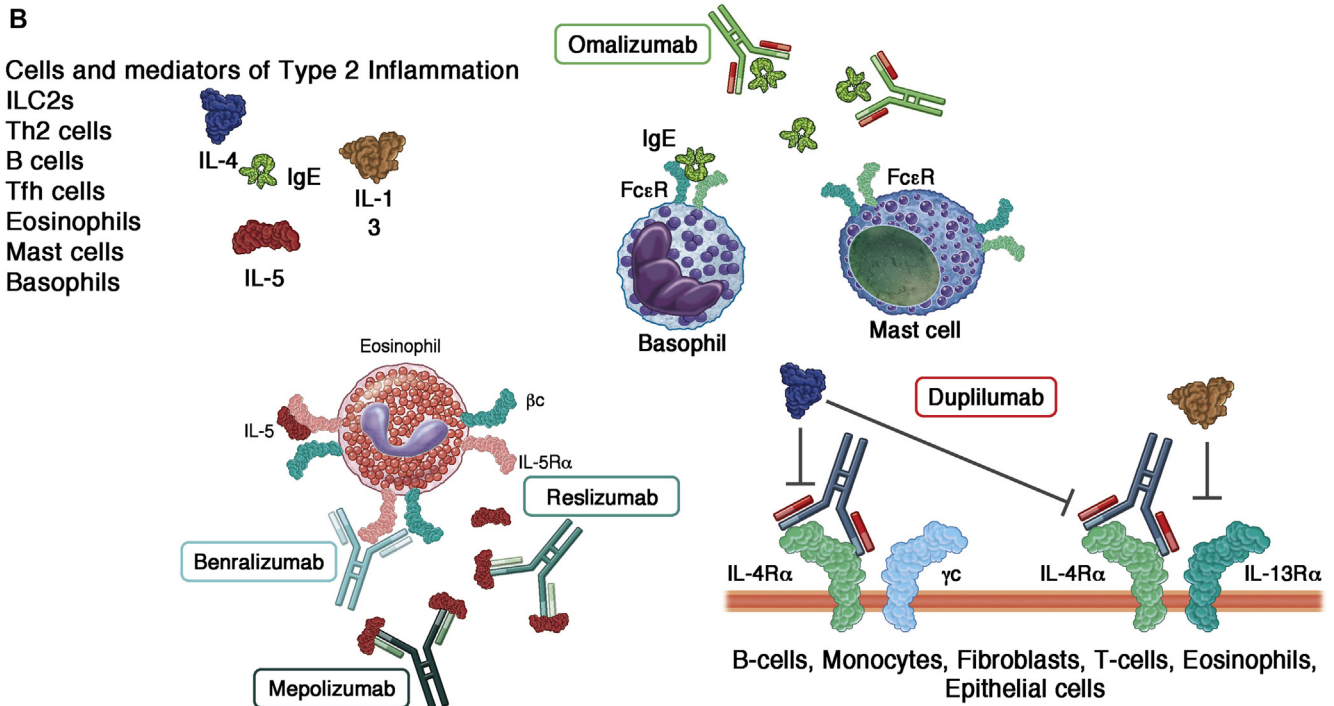 B
Cells and mediators of Type 2 Inflammation
ILC2s
Th2 cells
B cells
Tfh cells
Eosinophils
Mast cells
Basophils
IL-4
IgE
IL-1
3
IL-5
Omalizumab
IgE
FcεR
FcεR
Basophil
Mast cell
Eosinophil
IL-5
βc
IL-5Rα
Reslizumab
Benralizumab
Mepolizumab
Duplilumab
IL-4Rα
γc
IL-4Rα
IL-13Rα
B-cells, Monocytes, Fibroblasts, T-cells, Eosinophils,
Epithelial cells